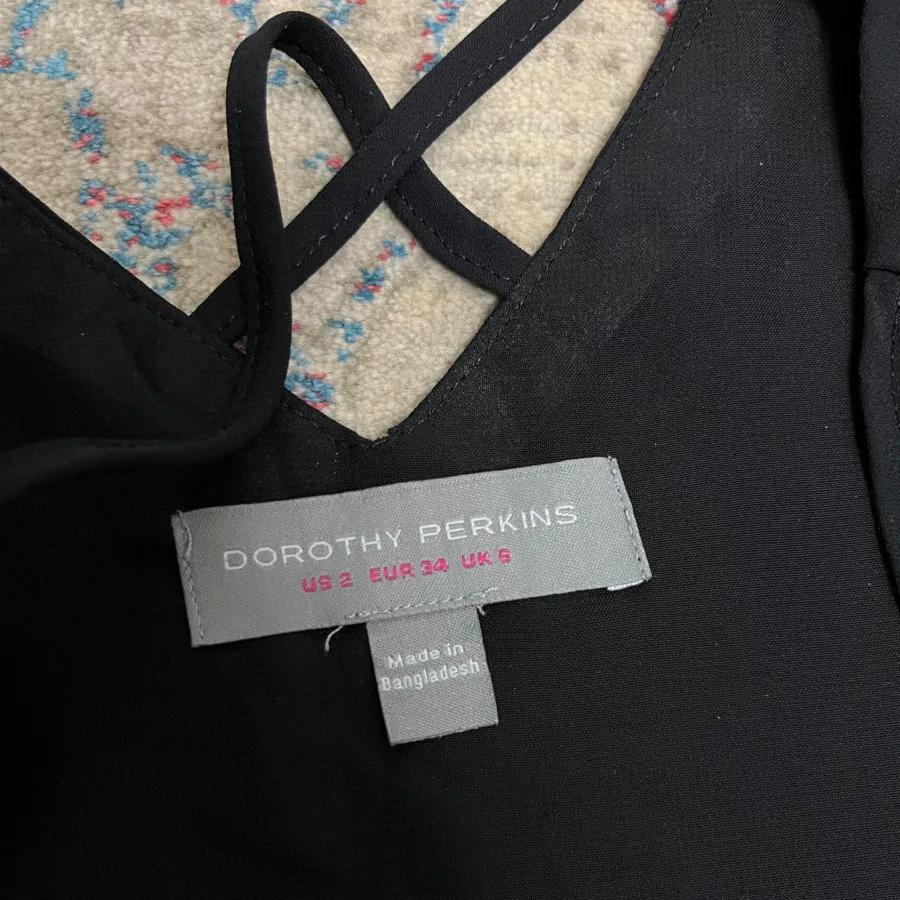 DOROTHY PERKINS
US 2 EUR 34 UK 6
Made in
Bangladesh